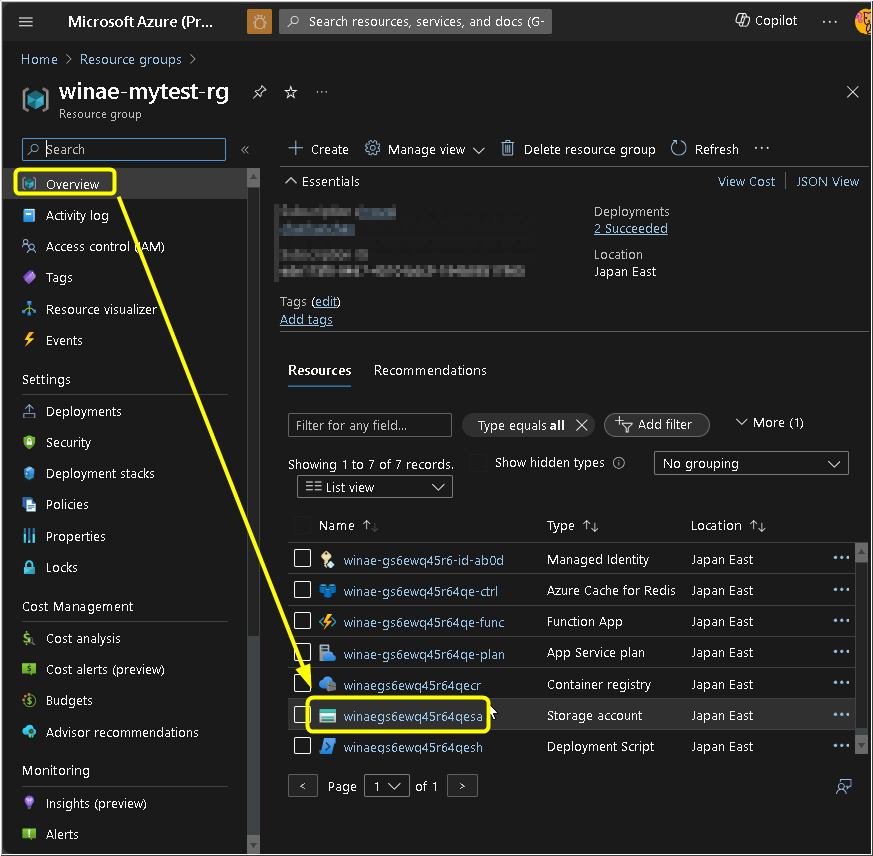 Microsoft Azure (Pr...
Search resources, services, and docs (G-
Copilot
Home > Resource groups >
winae-mytest-rg
Resource group
Search
Overview
Activity log
Access control (IAM)
Tags
Resource visualizer
Events
Settings
Deployments
Security
Deployment stacks
Policies
Properties
Locks
Cost Management
Cost analysis
Cost alerts (preview)
Budgets
Advisor recommendations
Monitoring
Insights (preview)
Alerts
Create Manage view Delete resource group Refresh
Essentials
View Cost JSON View
Deployments
2 Succeeded
Location
Japan East
Tags (edit)
Add tags
Resources Recommendations
Filter for any field... Type equals all Add filter More (1)
Showing 1 to 7 of 7 records. Show hidden types No grouping
List view
Name Type Location
winae-gs6ewq45r6-id-ab0d Managed Identity Japan East
winae-gs6ewq45r64qe-ctrl Azure Cache for Redis Japan East
winae-gs6ewq45r64qe-func Function App Japan East
winae-gs6ewq45r64qe-plan App Service plan Japan East
winaegs6ewq45r64qecr Container registry Japan East
winaegs6ewq45r64qesa Storage account Japan East
winaegs6ewq45r64qesh Deployment Script Japan East
< Page 1 of 1 >